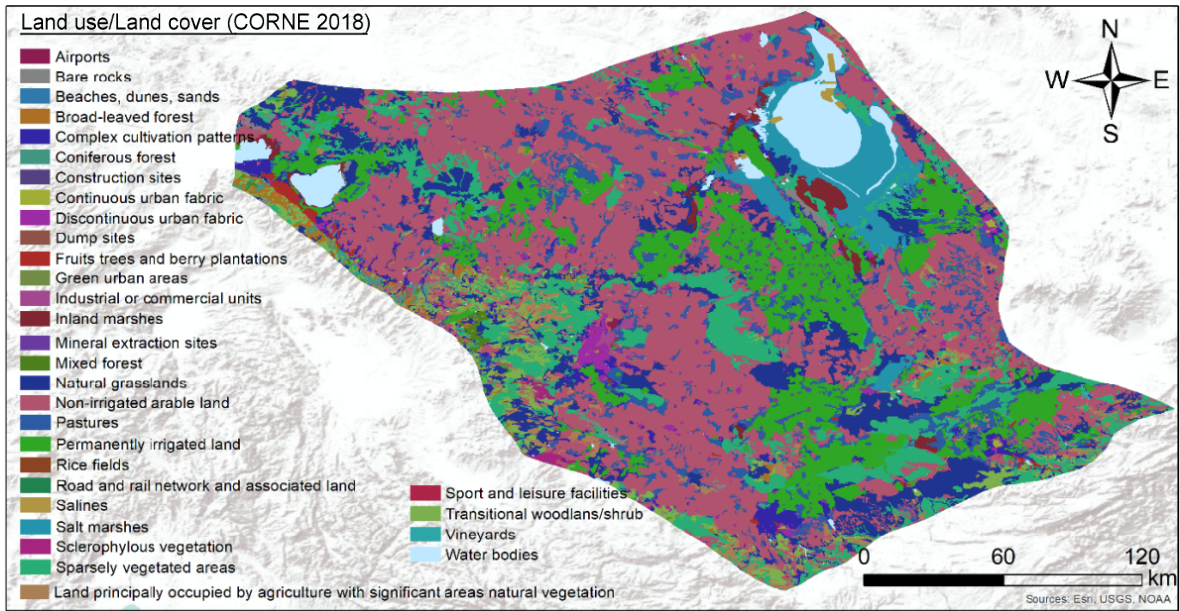 Land use/Land cover (CORNE 2018)
Airports
Bare rocks
Beaches, dunes, sands
Broad-leaved forest
Complex cultivation patterns
Coniferous forest
Construction sites
Continuous urban fabric
Discontinuous urban fabric
Dump sites
Fruits trees and berry plantations
Green urban areas
Industrial or commercial units
Inland marshes
Mineral extraction sites
Mixed forest
Natural grasslands
Non-irrigated arable land
Pastures
Permanently irrigated land
Rice fields
Road and rail network and associated land
Salines
Salt marshes
Sclerophylous vegetation
Sparsely vegetated areas
Land principally occupied by agriculture with significant areas natural vegetation
Sport and leisure facilities
Transitional woodlans/shrub
Vineyards
Water bodies
N
W E
S
0 60 120
km
Sources: Esri, USGS, NOAA